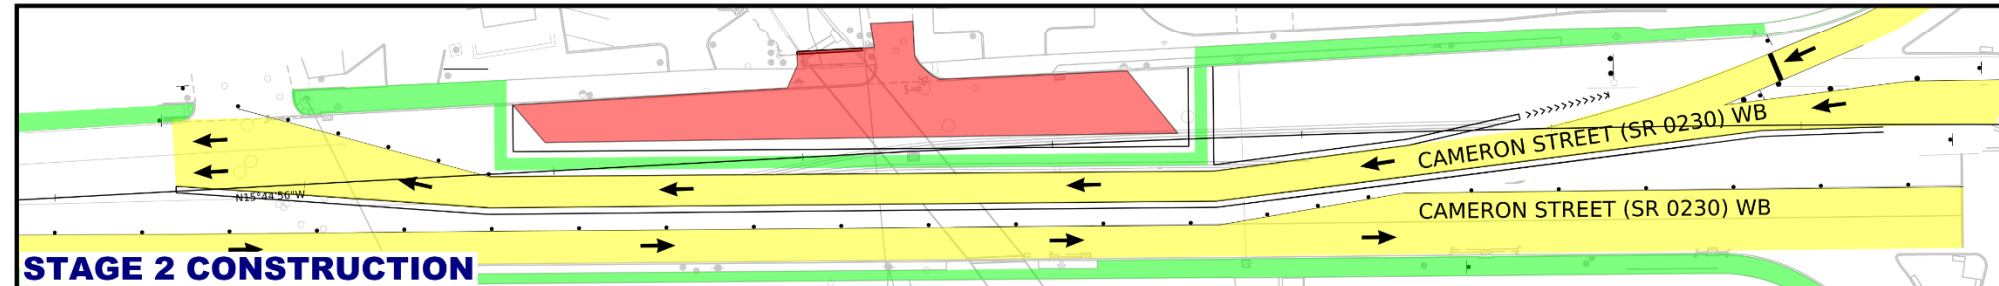 CAMERON STREET (SR 0230) WB
CAMERON STREET (SR 0230) WB
N15°44'56"W
STAGE 2 CONSTRUCTION